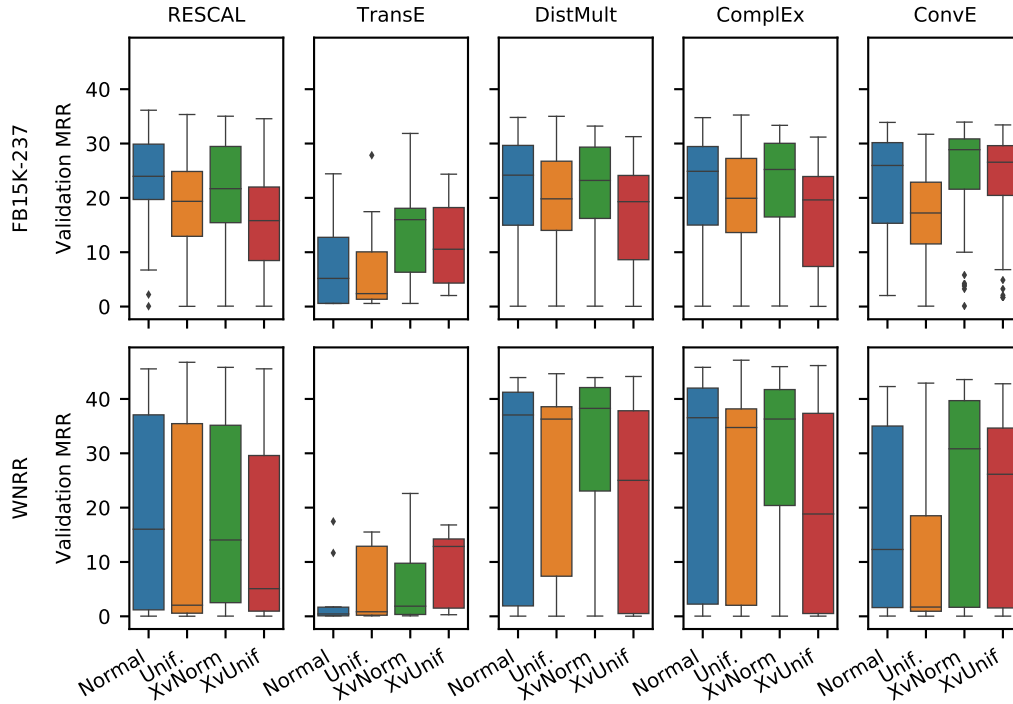 RESCAL TransE DistMult ComplEx ConvE
FB15K-237
Validation MRR
40
30
20
10
0
WNRR
Validation MRR
40
30
20
10
0
Normal Unif. XvNorm XvUnif Normal Unif. XvNorm XvUnif Normal Unif. XvNorm XvUnif Normal Unif. XvNorm XvUnif Normal Unif. XvNorm XvUnif